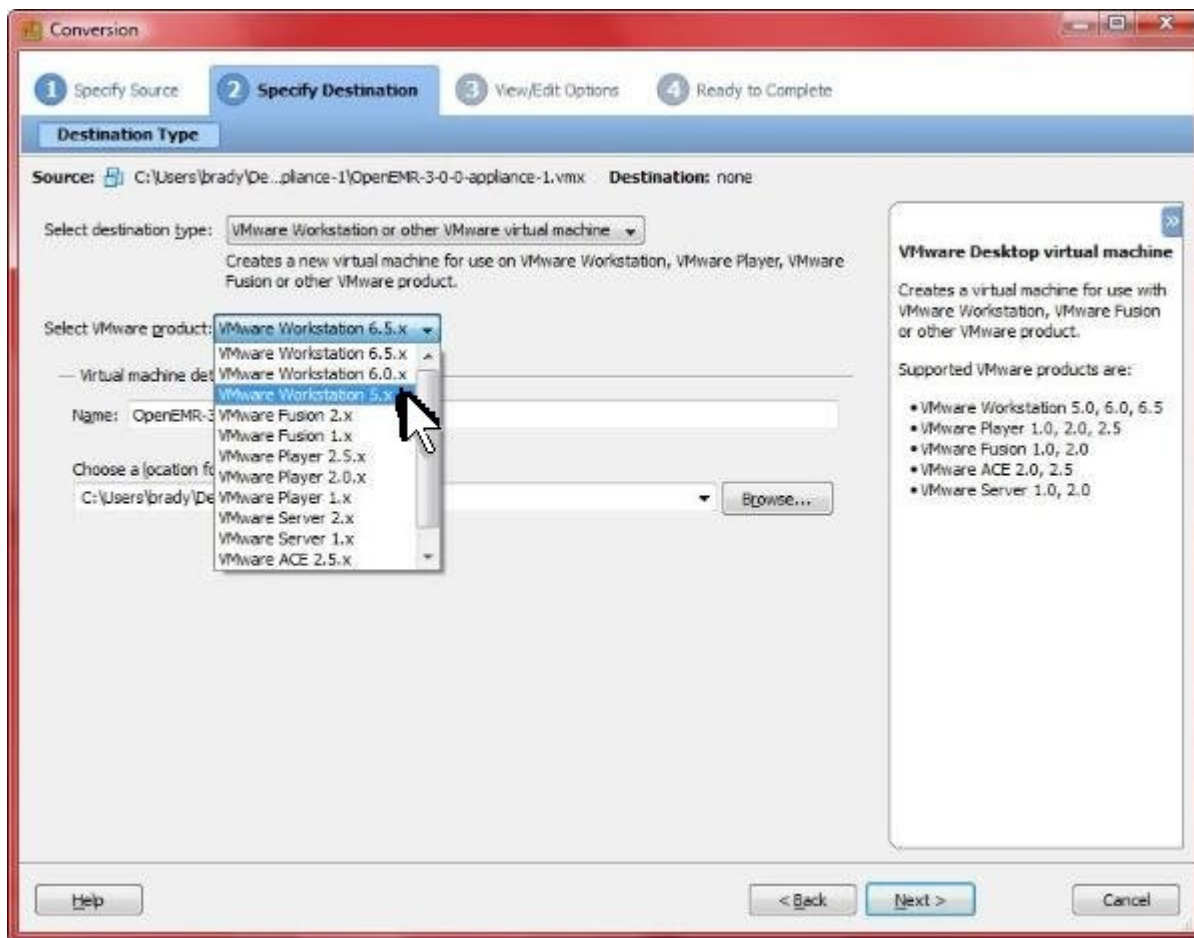 Conversion
1 Specify Source 2 Specify Destination 3 View/Edit Options 4 Ready to Complete
Destination Type
Source: C:\Users\brady\De...pliance-1\OpenEMR-3-0-0-appliance-1.vmx Destination: none
Select destination type: VMware Workstation or other VMware virtual machine
Creates a new virtual machine for use on VMware Workstation, VMware Player, VMware
Fusion or other VMware product.
Select VMware product: VMware Workstation 6.5.x
VMware Workstation 6.5.x
VMware Workstation 6.0.x
VMware Workstation 5.x
VMware Fusion 2.x
VMware Fusion 1.x
VMware Player 2.5.x
VMware Player 2.0.x
VMware Player 1.x
VMware Server 2.x
VMware Server 1.x
VMware ACE 2.5.x
Virtual machine det
Name: OpenEMR-3
Choose a location fo
C:\Users\brady\De
Browse...
»
VMware Desktop virtual machine
Creates a virtual machine for use with
VMware Workstation, VMware Fusion
or other VMware product.
Supported VMware products are:
•VMware Workstation 5.0, 6.0, 6.5
•VMware Player 1.0, 2.0, 2.5
•VMware Fusion 1.0, 2.0
•VMware ACE 2.0, 2.5
•VMware Server 1.0, 2.0
Help < Back Next > Cancel